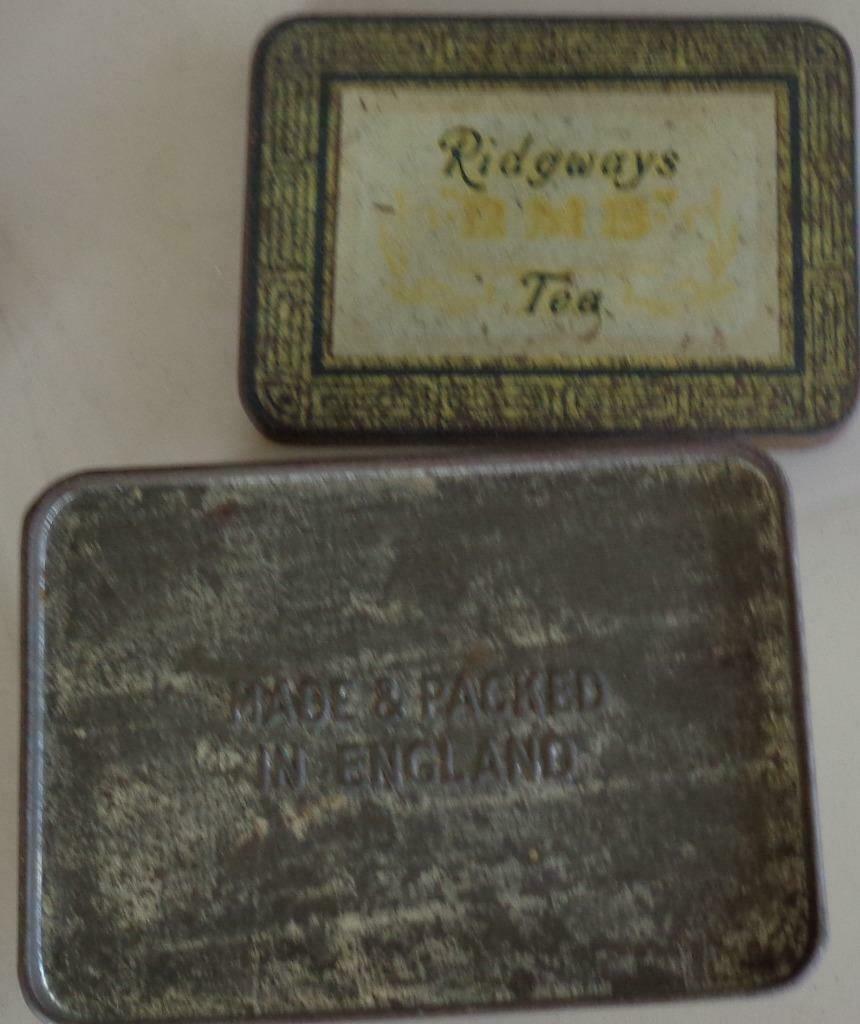 Ridgways
Tea
MADE & PACKED
IN ENGLAND